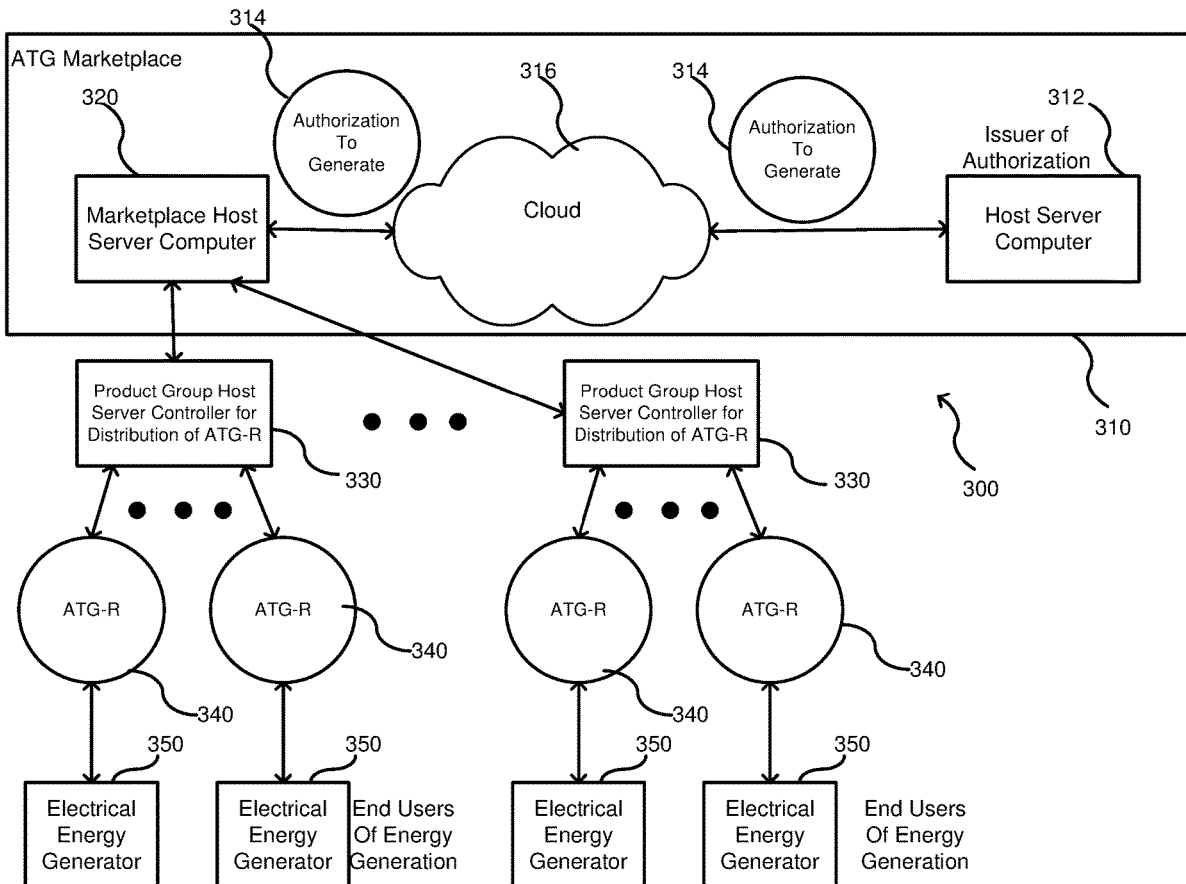 314
ATG Marketplace
320
Authorization
To
Generate
316
314
Authorization
To
Generate
312
Issuer of
Authorization
Marketplace Host
Server Computer
Cloud
Host Server
Computer
Product Group Host
Server Controller for
Distribution of ATG-R
330
Product Group Host
Server Controller for
Distribution of ATG-R
330
310
300
ATG-R
340
ATG-R
340
ATG-R
340
ATG-R
340
350
Electrical
Energy
Generator
350
Electrical
Energy
Generator
End Users
Of Energy
Generation
350
Electrical
Energy
Generator
350
Electrical
Energy
Generator
End Users
Of Energy
Generation